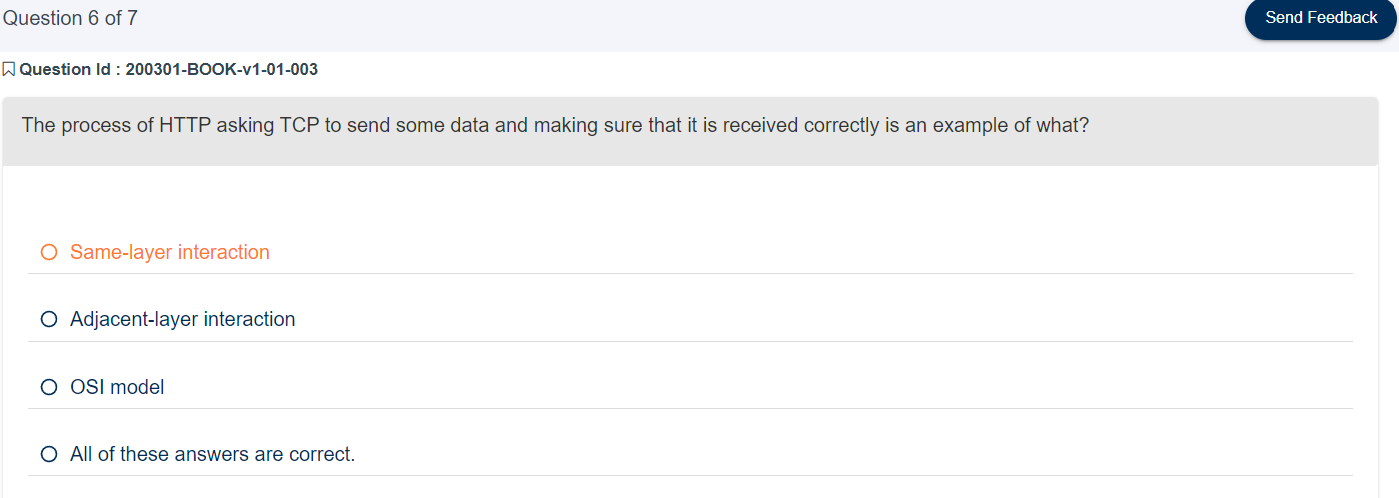 Question 6 of 7
Send Feedback
Question Id : 200301-BOOK-v1-01-003
The process of HTTP asking TCP to send some data and making sure that it is received correctly is an example of what?
Same-layer interaction
Adjacent-layer interaction
OSI model
All of these answers are correct.